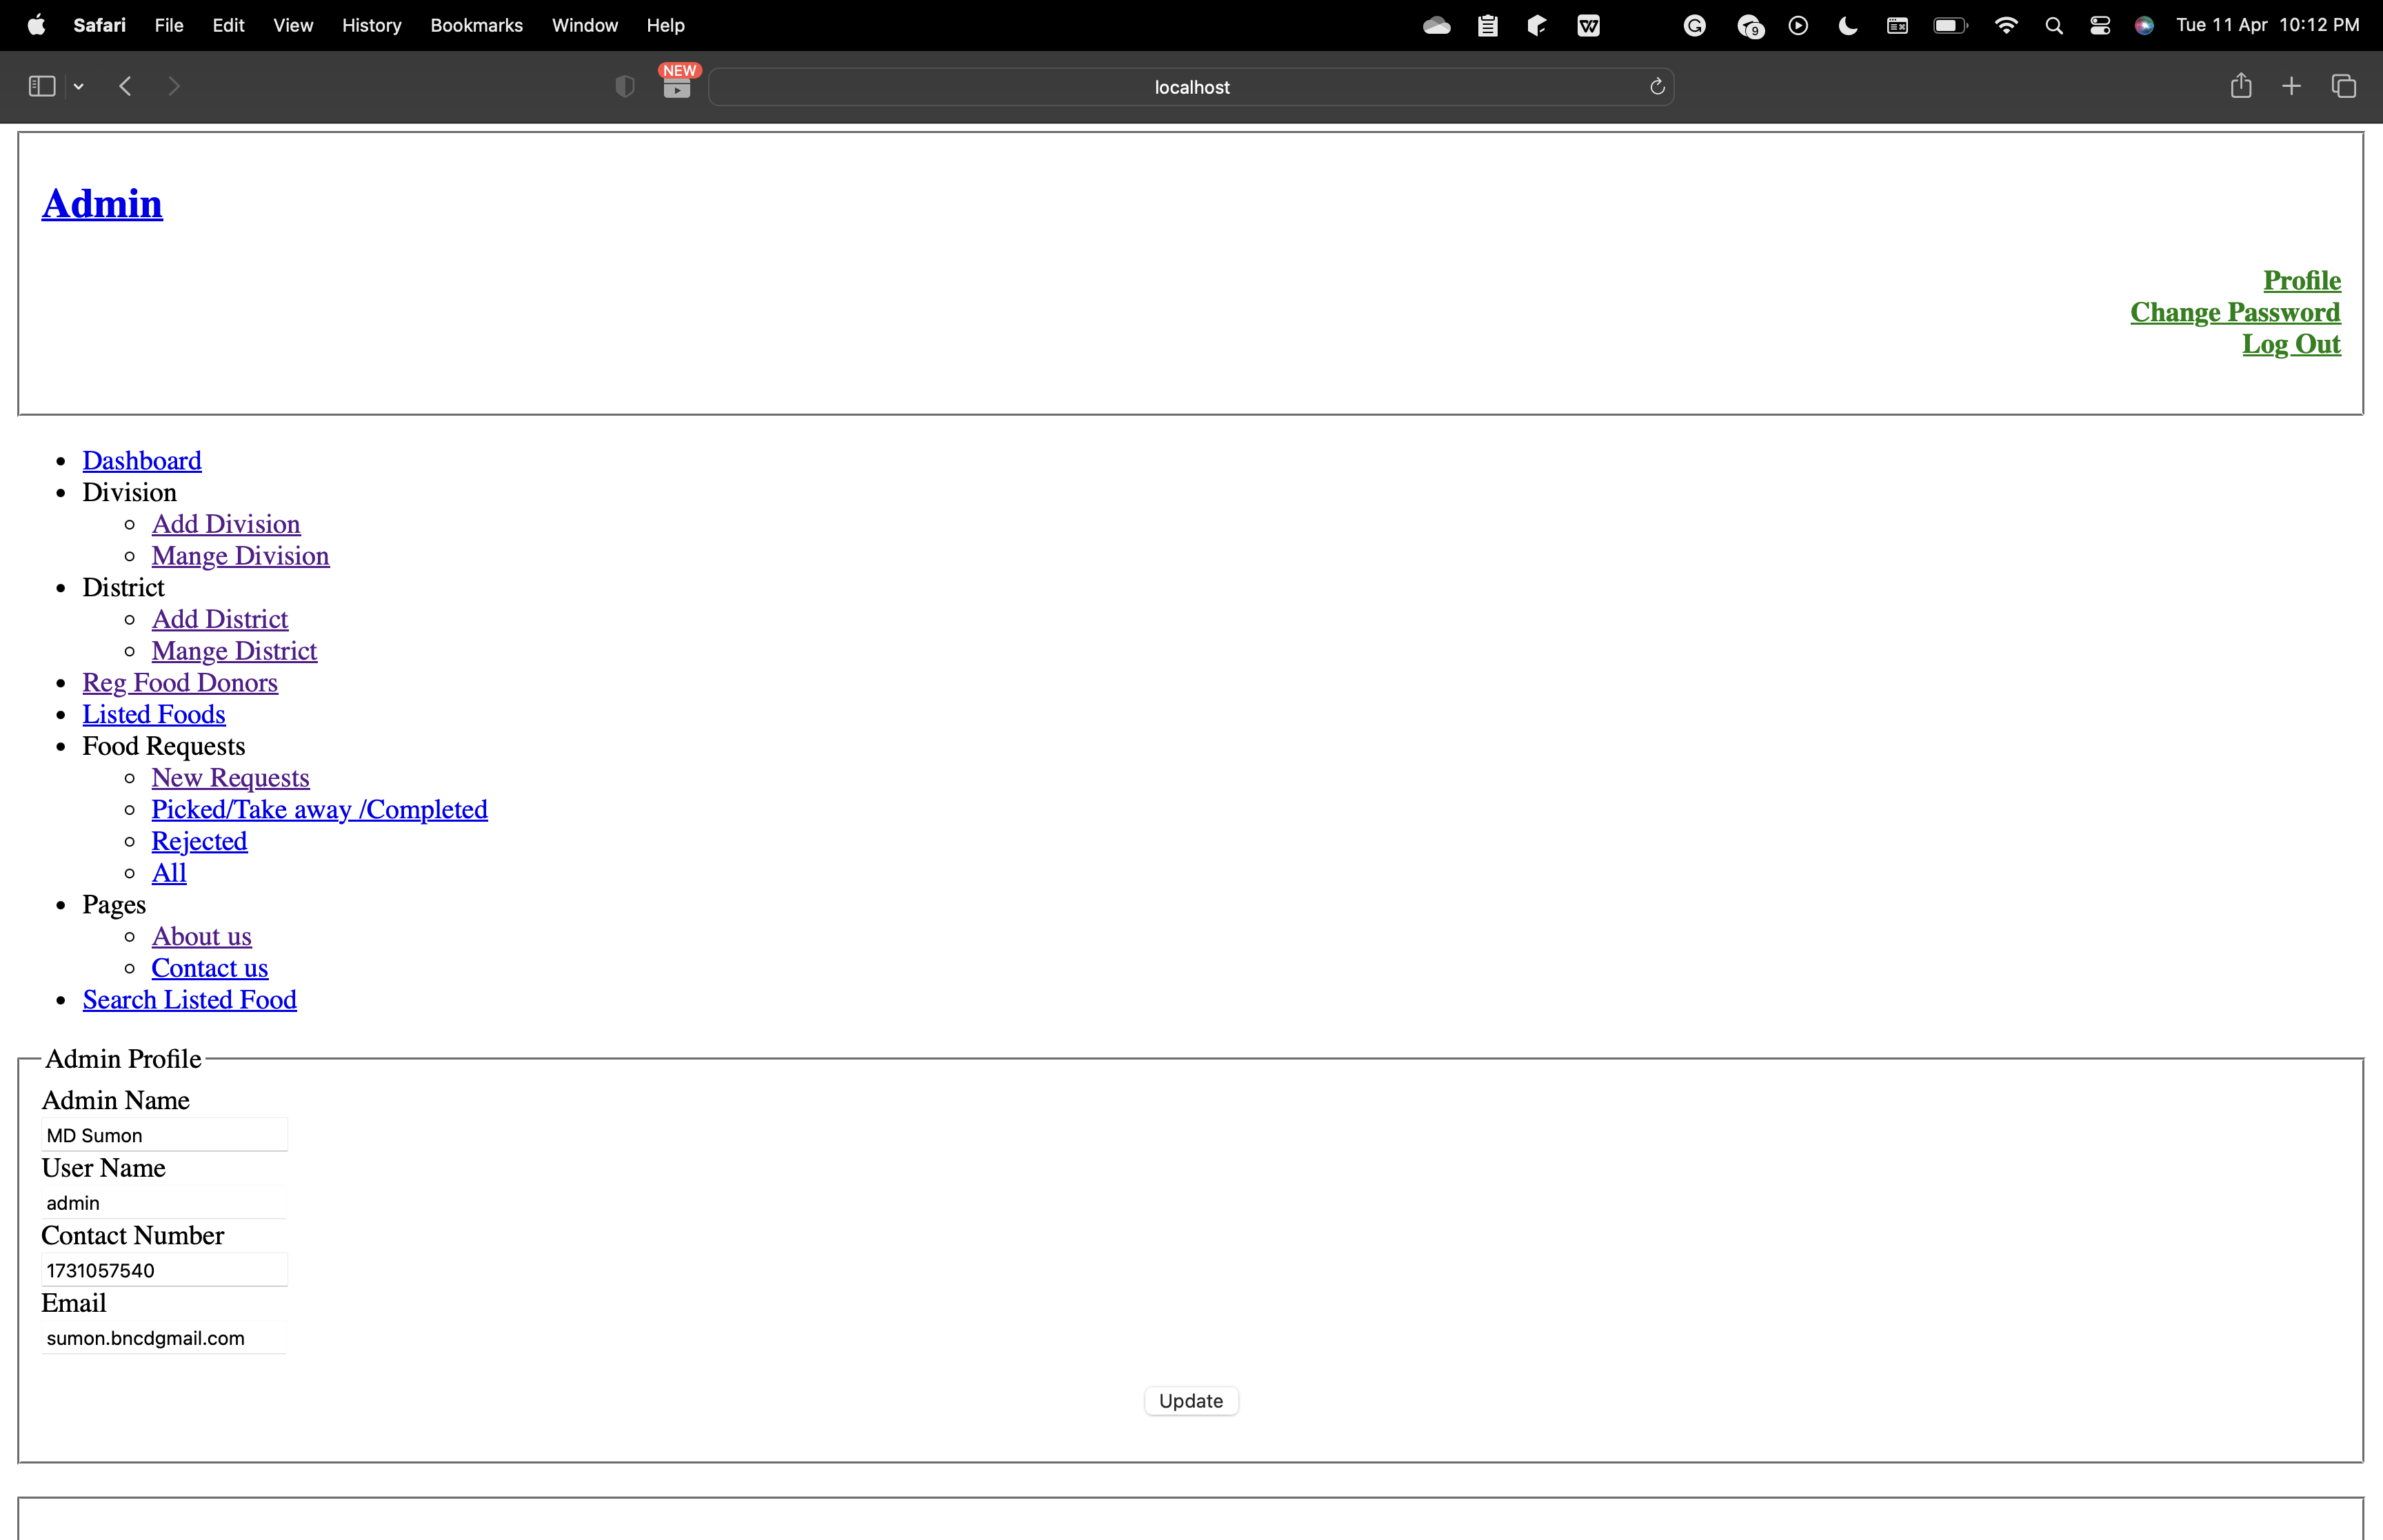 Safari File Edit View History Bookmarks Window Help 9 Tue 11 Apr 10:12 PM
NEW
localhost
Admin
Profile
Change Password
Log Out
Dashboard
Division
Add Division
Mange Division
District
Add District
Mange District
Reg Food Donors
Listed Foods
Food Requests
New Requests
Picked/Take away /Completed
Rejected
All
Pages
About us
Contact us
Search Listed Food
Admin Profile
Admin Name
MD Sumon
User Name
admin
Contact Number
1731057540
Email
sumon.bncdgmail.com
Update